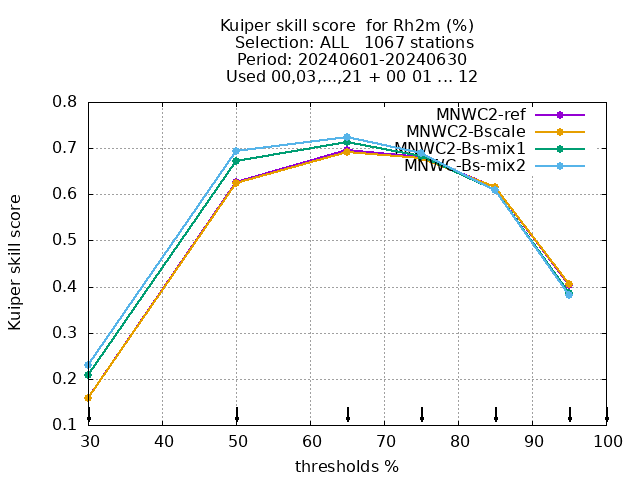 Kuiper skill score  for Rh2m (%)
Selection: ALL   1067 stations
Period: 20240601-20240630
Used 00,03,...,21 + 00 01 ... 12
MNWC2-ref
MNWC2-Bscale
MNWC2-Bs-mix1
MNWC-Bs-mix2
Kuiper skill score
0.8
0.7
0.6
0.5
0.4
0.3
0.2
0.1
30 40 50 60 70 80 90 100
thresholds %